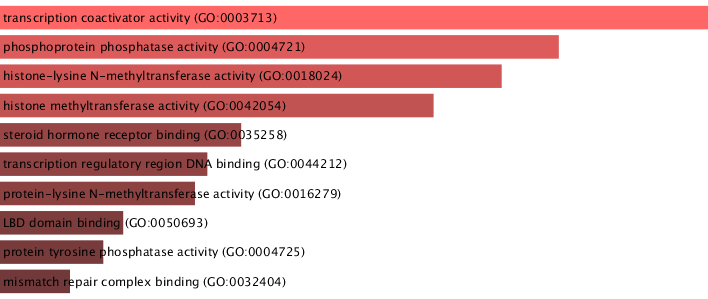 transcription coactivator activity (GO:0003713)
phosphoprotein phosphatase activity (GO:0004721)
histone-lysine N-methyltransferase activity (GO:0018024)
histone methyltransferase activity (GO:0042054)
steroid hormone receptor binding (GO:0035258)
transcription regulatory region DNA binding (GO:0044212)
protein-lysine N-methyltransferase activity (GO:0016279)
LBD domain binding (GO:0050693)
protein tyrosine phosphatase activity (GO:0004725)
mismatch repair complex binding (GO:0032404)